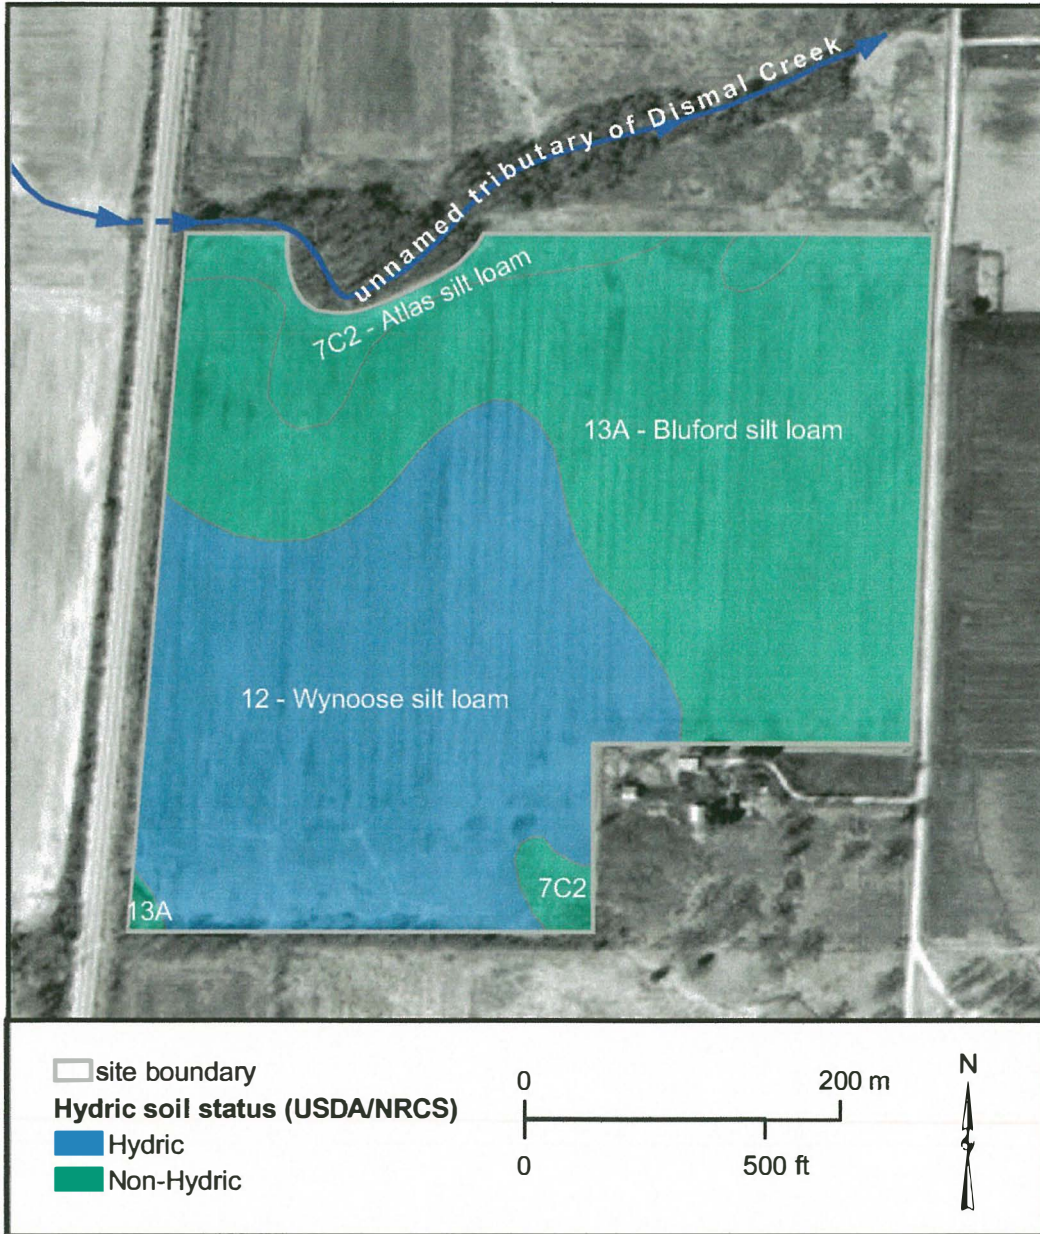 unnamed tributary of Dismal Creek
7C2 - Atlas silt loam
13A - Bluford silt loam
12 - Wynoose silt loam
7C2
13A
site boundary
Hydric soil status (USDA/NRCS)
Hydric
Non-Hydric
0 200 m
0 500 ft
N